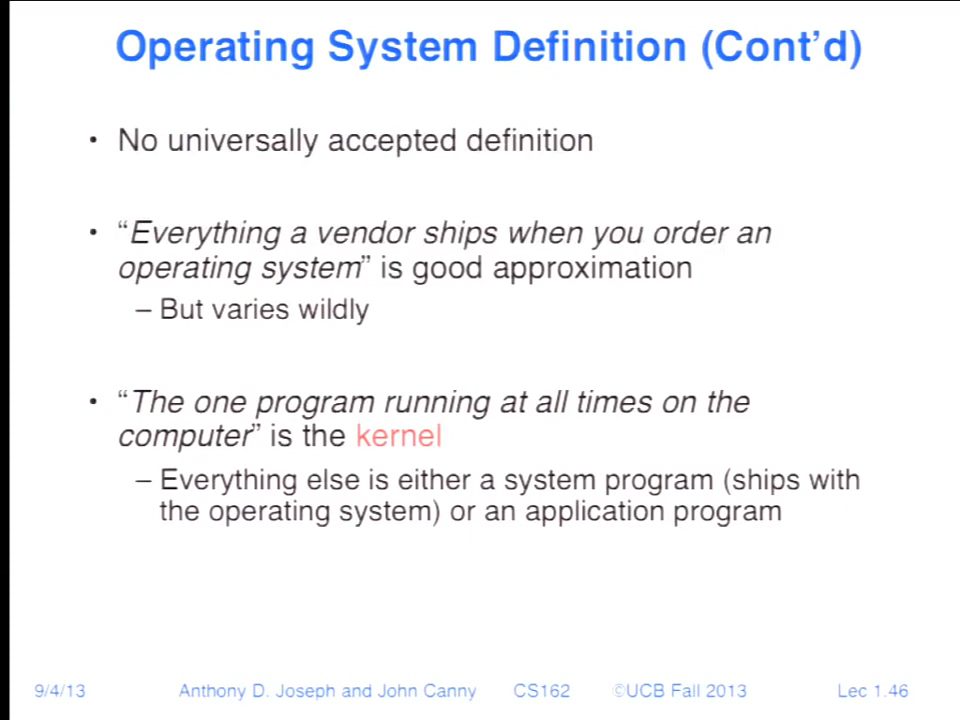 Operating System Definition (Cont’d)
• No universally accepted definition
• “Everything a vendor ships when you order an
operating system” is good approximation
– But varies wildly
• “The one program running at all times on the
computer” is the kernel
– Everything else is either a system program (ships with
the operating system) or an application program
9/4/13 Anthony D. Joseph and John Canny CS162 ©UCB Fall 2013 Lec 1.46